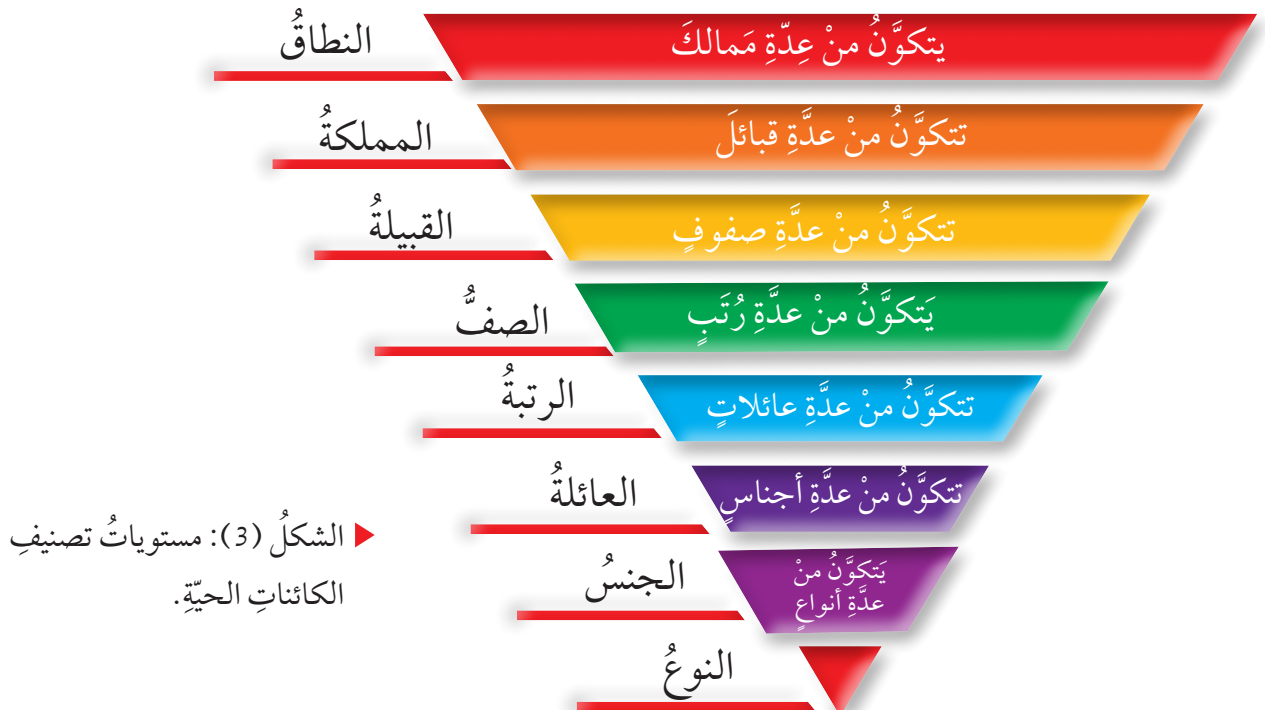 النطاقُ
يتكوَّنُ منْ عِدّةِ مَمالكَ
المملكةُ
تتكوَّنُ منْ عدَّةِ قبائلَ
القبيلةُ
تتكوَّنُ منْ عدَّةِ صفوفٍ
الصفُّ
يَتكوَّنُ منْ عدَّةِ رُتَبٍ
الرتبةُ
تتكوَّنُ منْ عدَّةِ عائلاتٍ
العائلةُ
تتكوَّنُ منْ عدَّةِ أجناسٍ
الجنسُ
يَتكوَّنُ منْ
عدَّةِ أنواعٍ
النوعُ
الشكلُ (3): مستوياتُ تصنيفِ
الكائناتِ الحيّةِ.